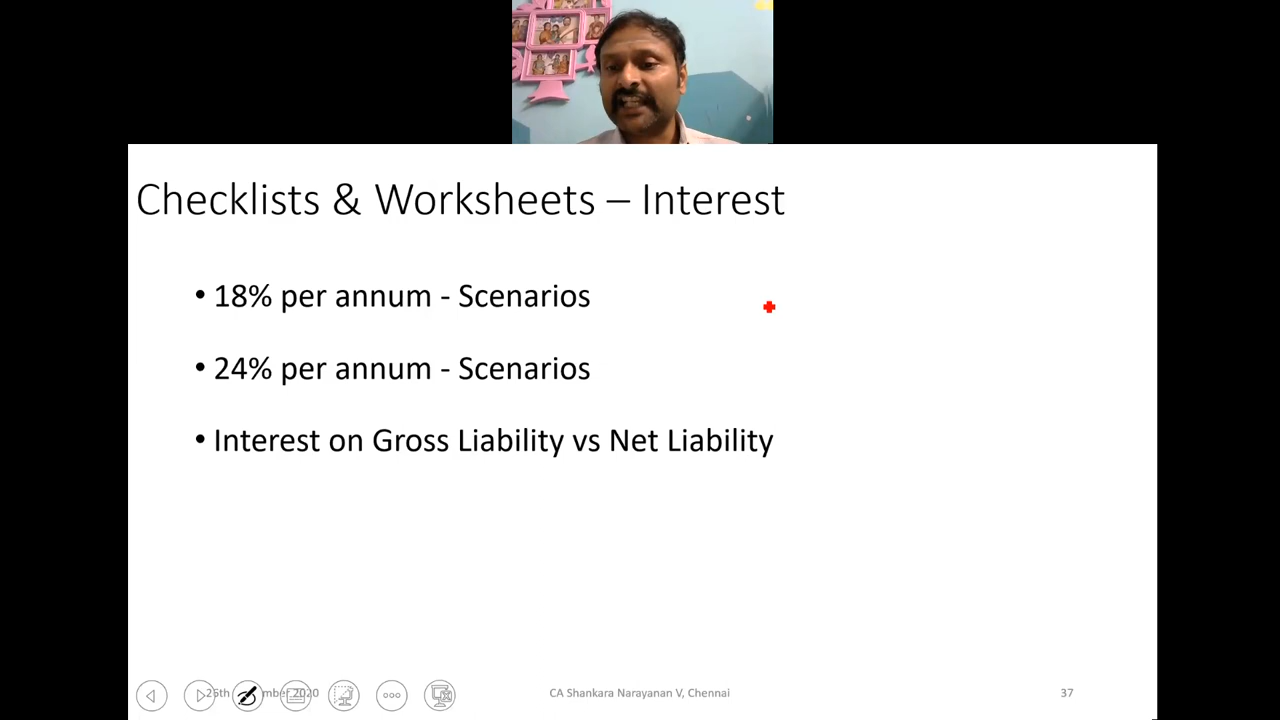 Checklists & Worksheets – Interest
• 18% per annum - Scenarios
• 24% per annum - Scenarios
• Interest on Gross Liability vs Net Liability
2020
CA Shankara Narayanan V, Chennai
37